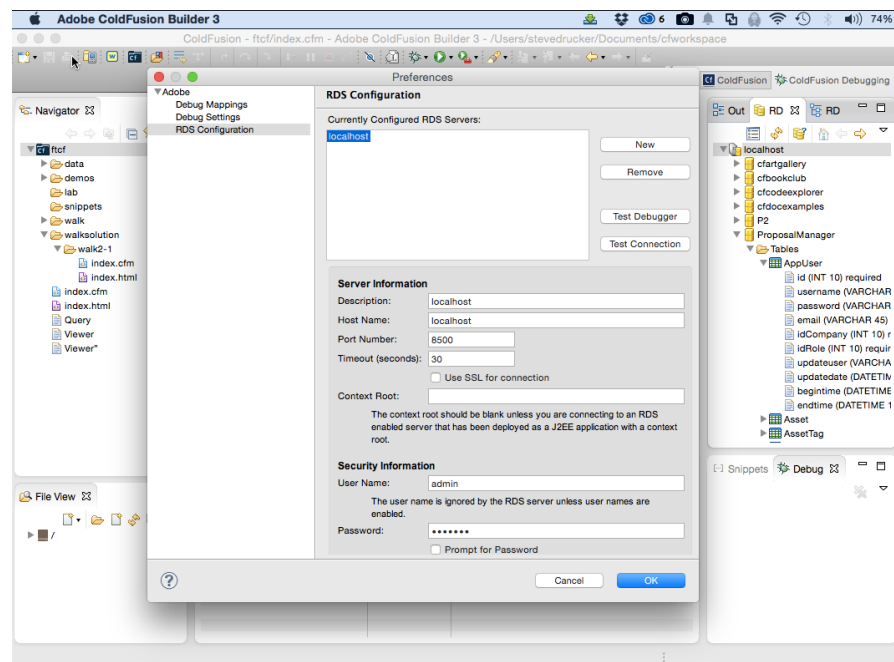 Adobe ColdFusion Builder 3
6
74%
ColdFusion Builder 3 - ftcf/index.cfm - Adobe ColdFusion Builder 3 - /Users/stevedrucker/Documents/cfworkspace
ColdFusion
ColdFusion Debugging
Navigator
ftcf
data
demos
lab
snippets
walk
walksolution
walk2-1
index.cfm
index.html
index.cfm
index.html
Query
Viewer
Viewer*
File View
/
Preferences
Adobe
Debug Mappings
Debug Settings
RDS Configuration
RDS Configuration
Currently Configured RDS Servers:
localhost
New
Remove
Test Debugger
Test Connection
Server Information
Description: localhost
Host Name: localhost
Port Number: 8500
Timeout (seconds): 30
Use SSL for connection
Context Root:
The context root should be blank unless you are connecting to an RDS
enabled server that has been deployed as a J2EE application with a context
root.
Security Information
User Name: admin
The user name is ignored by the RDS server unless user names are
enabled.
Password: •••••••
Prompt for Password
?
Cancel
OK
Out
RD
RD
localhost
cfartgallery
cfbookclub
cfcodeexplorer
cfdocexamples
P2
ProposalManager
Tables
AppUser
id (INT 10) required
username (VARCHAR
password (VARCHAR
email (VARCHAR 45)
idCompany (INT 10) r
idRole (INT 10) requir
updateuser (VARCHA
updatedate (DATETIM
begintime (DATETIME
endtime (DATETIME 1
Asset
AssetTag
Snippets
Debug